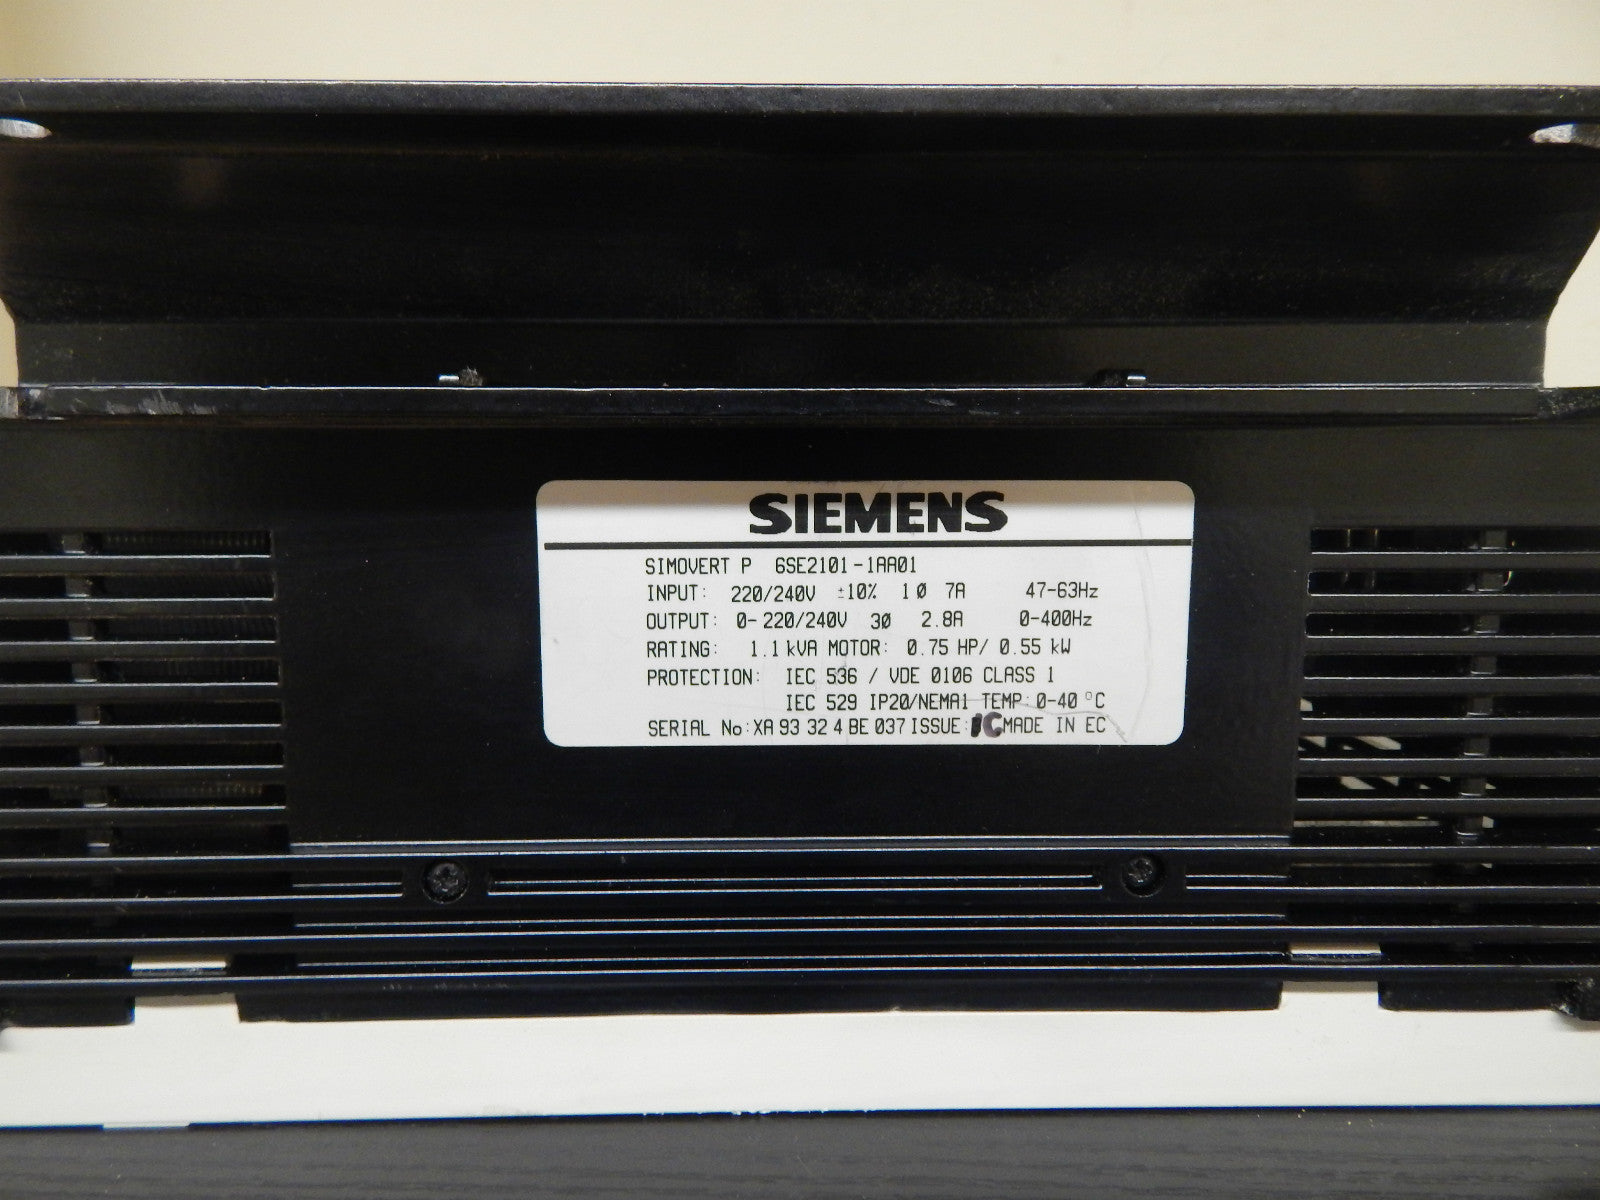 SIEMENS
SIMOVERT P 6SE2101-1AA01
INPUT: 220/240V ±10% 1Ø 7A 47-63Hz
OUTPUT: 0-220/240V 3Ø 2.8A 0-400Hz
RATING: 1.1 kVA MOTOR: 0.75 HP/ 0.55 kW
PROTECTION: IEC 536 / VDE 0106 CLASS 1
IEC 529 IP20/NEMA1 TEMP: 0-40 °C
SERIAL No: XA 93 32 4 BE 037 ISSUE: MADE IN EC